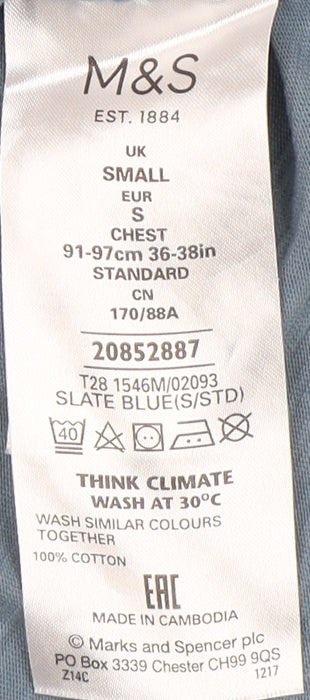 M&S
EST. 1884
UK
SMALL
EUR
S
CHEST
91-97cm 36-38in
STANDARD
CN
170/88A
20852887
T28 1546M/02093
SLATE BLUE(S/STD)
40
THINK CLIMATE
WASH AT 30ºC
WASH SIMILAR COLOURS
TOGETHER
100% COTTON
EAC
MADE IN CAMBODIA
© Marks and Spencer plc
PO Box 3339 Chester CH99 9QS
Z14C 1217